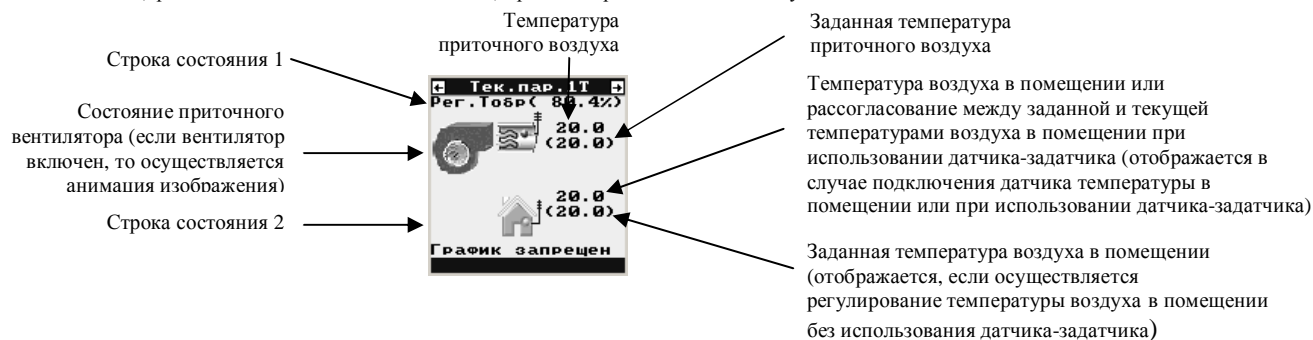 Температура
приточного воздуха
Заданная температура
приточного воздуха
Строка состояния 1
Состояние приточного
вентилятора (если вентилятор
включен, то осуществляется
анимация изображения)
Строка состояния 2
Тек.пар.1Т
Рег.Тобр( 80.4%)
20.0
(20.0)
20.0
(20.0)
График запрещен
Температура воздуха в помещении или
рассогласование между заданной и текущей
температурами воздуха в помещении при
использовании датчика-задатчика (отображается в
случае подключения датчика температуры в
помещении или при использовании датчика-задатчика)
Заданная температура воздуха в помещении
(отображается, если осуществляется
регулирование температуры воздуха в помещении
без использования датчика-задатчика)